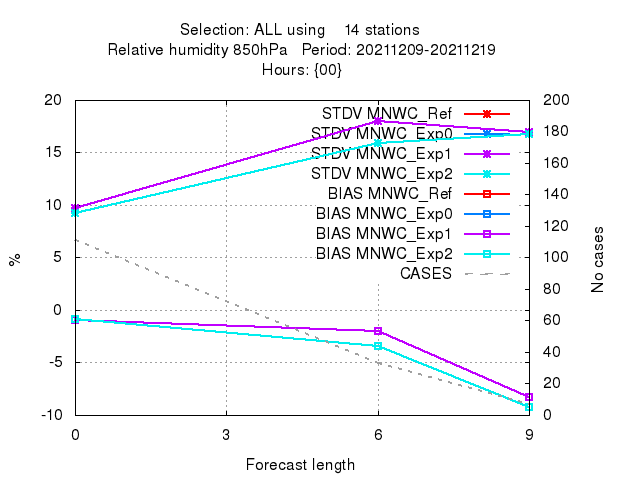 Selection: ALL using 14 stations
Relative humidity 850hPa Period: 20211209-20211219
Hours: {00}
20
15
10
5
0
-5
-10
%
200
180
160
140
120
100
80
60
40
20
0
No cases
STDV MNWC_Ref
STDV MNWC_Exp0
STDV MNWC_Exp1
STDV MNWC_Exp2
BIAS MNWC_Ref
BIAS MNWC_Exp0
BIAS MNWC_Exp1
BIAS MNWC_Exp2
CASES
0 3 6 9
Forecast length